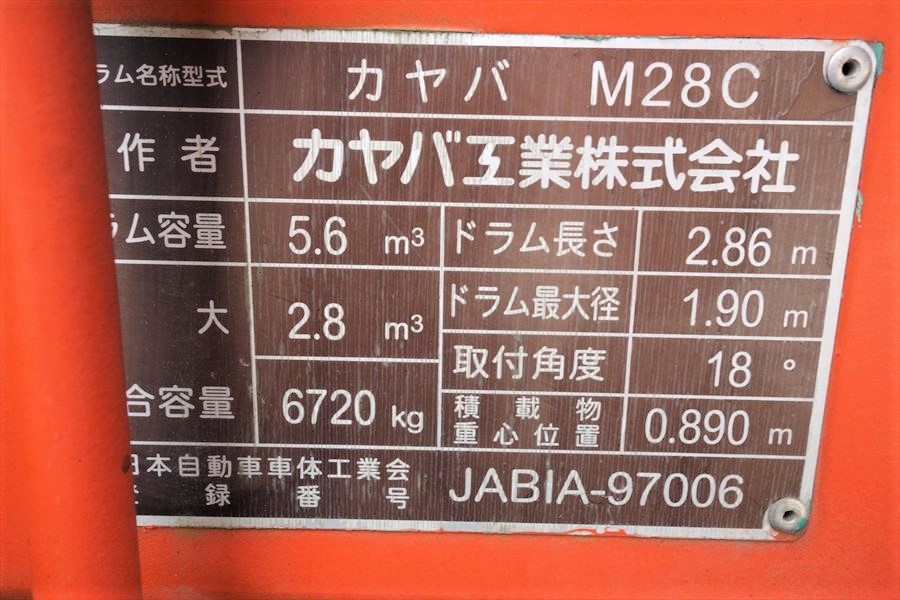 ラム名称型式 カヤバ M28C
作者 カヤバ工業株式会社
ラム容量 5.6 m³ ドラム長さ 2.86 m
大 2.8 m³ ドラム最大径 1.90 m
取付角度 18°
合容量 6720 kg 積載物重心位置 0.890 m
日本自動車車体工業会
録番号 JABIA-97006